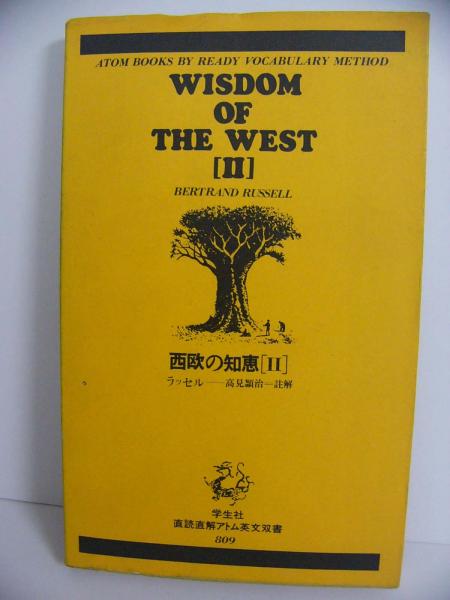 ATOM BOOKS BY READY VOCABULARY METHOD
WISDOM
OF
THE WEST
[II]
BERTRAND RUSSELL
西欧の知恵[II]
ラッセル——高見顕治=註解
学生社
直読直解アトム英文双書
809